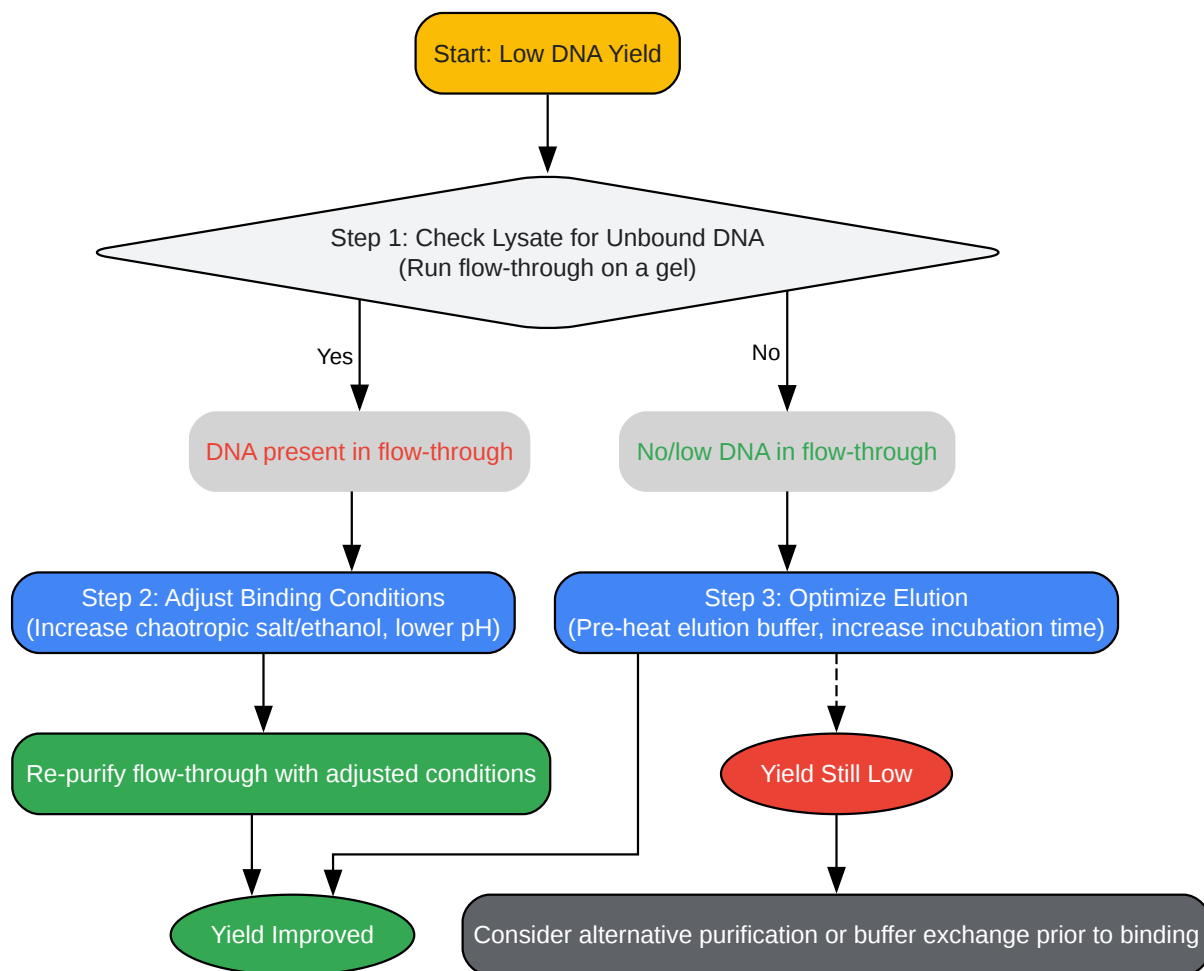 Start: Low DNA Yield
Step 1: Check Lysate for Unbound DNA
(Run flow-through on a gel)
Yes
No
DNA present in flow-through
No/low DNA in flow-through
Step 2: Adjust Binding Conditions
(Increase chaotropic salt/ethanol, lower pH)
Step 3: Optimize Elution
(Pre-heat elution buffer, increase incubation time)
Re-purify flow-through with adjusted conditions
Yield Still Low
Yield Improved
Consider alternative purification or buffer exchange prior to binding